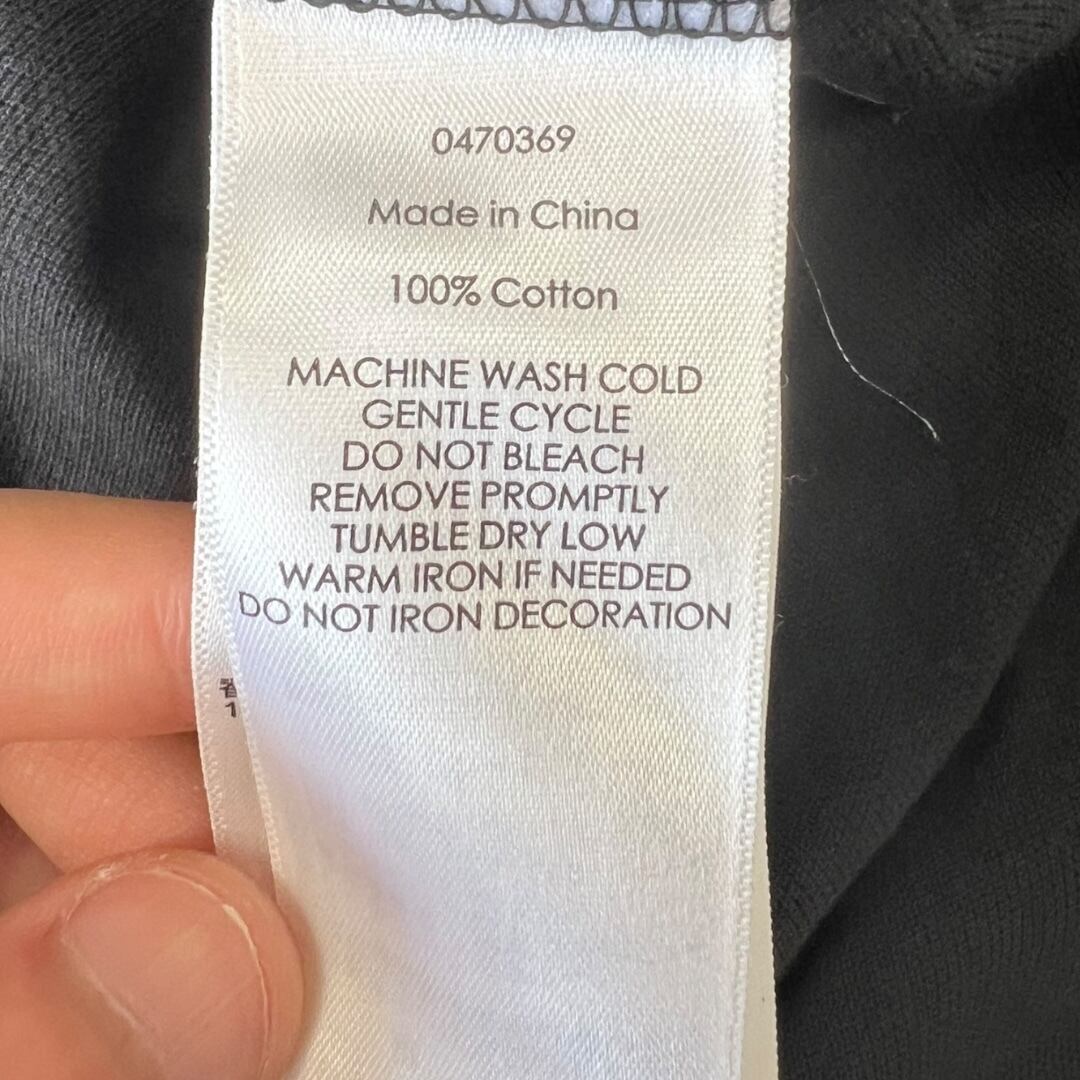 0470369
Made in China
100% Cotton
MACHINE WASH COLD
GENTLE CYCLE
DO NOT BLEACH
REMOVE PROMPTLY
TUMBLE DRY LOW
WARM IRON IF NEEDED
DO NOT IRON DECORATION
1